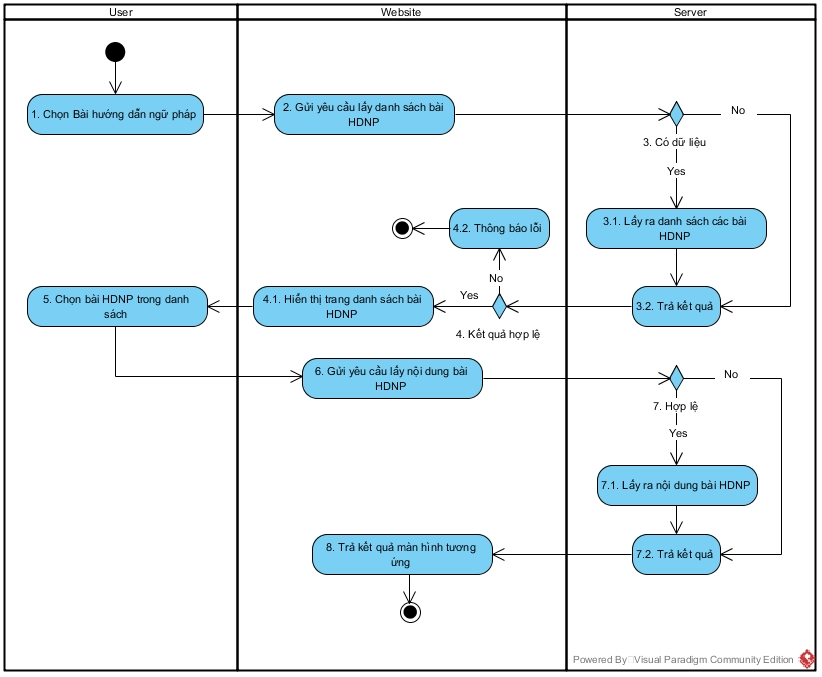 User
Website
Server
1. Chọn Bài hướng dẫn ngữ pháp
2. Gửi yêu cầu lấy danh sách bài
HDNP
No
3. Có dữ liệu
Yes
3.1. Lấy ra danh sách các bài
HDNP
4.2. Thông báo lỗi
No
Yes
5. Chọn bài HDNP trong danh
sách
4.1. Hiển thị trang danh sách bài
HDNP
3.2. Trả kết quả
4. Kết quả hợp lệ
6. Gửi yêu cầu lấy nội dung bài
HDNP
No
7. Hợp lệ
Yes
7.1. Lấy ra nội dung bài HDNP
8. Trả kết quả màn hình tương
ứng
7.2. Trả kết quả
Powered By Visual Paradigm Community Edition